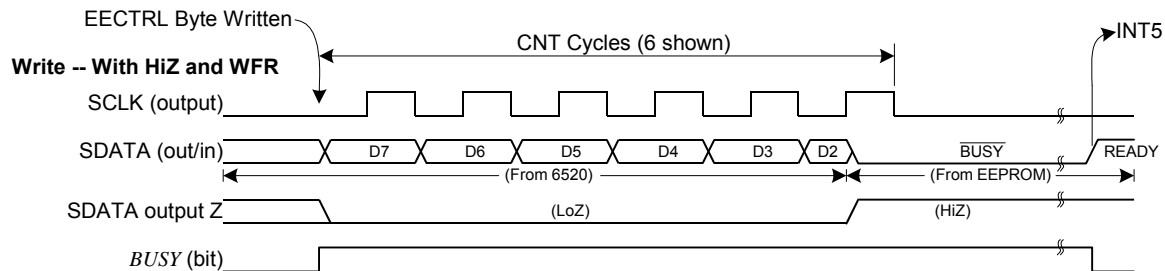 EECTRL Byte Written
INT5
CNT Cycles (6 shown)
Write -- With HiZ and WFR
SCLK (output)
SDATA (out/in)
D7
D6
D5
D4
D3
D2
BUSY
READY
(From 6520)
(From EEPROM)
SDATA output Z
(LoZ)
(HiZ)
BUSY (bit)